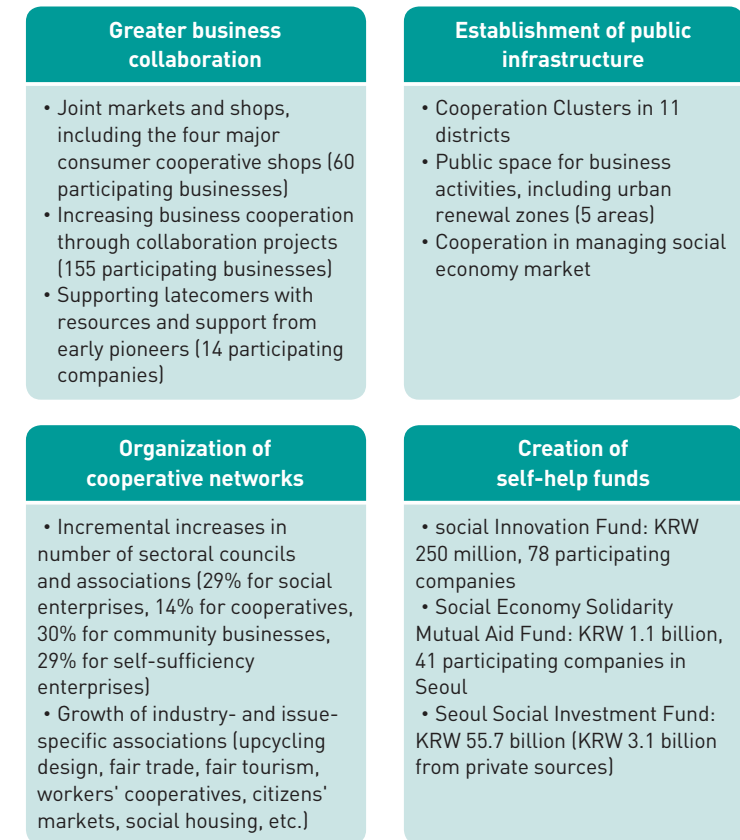 Greater business
collaboration
• Joint markets and shops,
including the four major
consumer cooperative shops (60
participating businesses)
• Increasing business cooperation
through collaboration projects
(155 participating businesses)
• Supporting latecomers with
resources and support from
early pioneers (14 participating
companies)
Establishment of public
infrastructure
• Cooperation Clusters in 11
districts
• Public space for business
activities, including urban
renewal zones (5 areas)
• Cooperation in managing social
economy market
Organization of
cooperative networks
• Incremental increases in
number of sectoral councils
and associations (29% for social
enterprises, 14% for cooperatives,
30% for community businesses,
29% for self-sufficiency
enterprises)
• Growth of industry- and issue-
specific associations (upcycling
design, fair trade, fair tourism,
workers' cooperatives, citizens'
markets, social housing, etc.)
Creation of
self-help funds
• social Innovation Fund: KRW
250 million, 78 participating
companies
• Social Economy Solidarity
Mutual Aid Fund: KRW 1.1 billion,
41 participating companies in
Seoul
• Seoul Social Investment Fund:
KRW 55.7 billion (KRW 3.1 billion
from private sources)